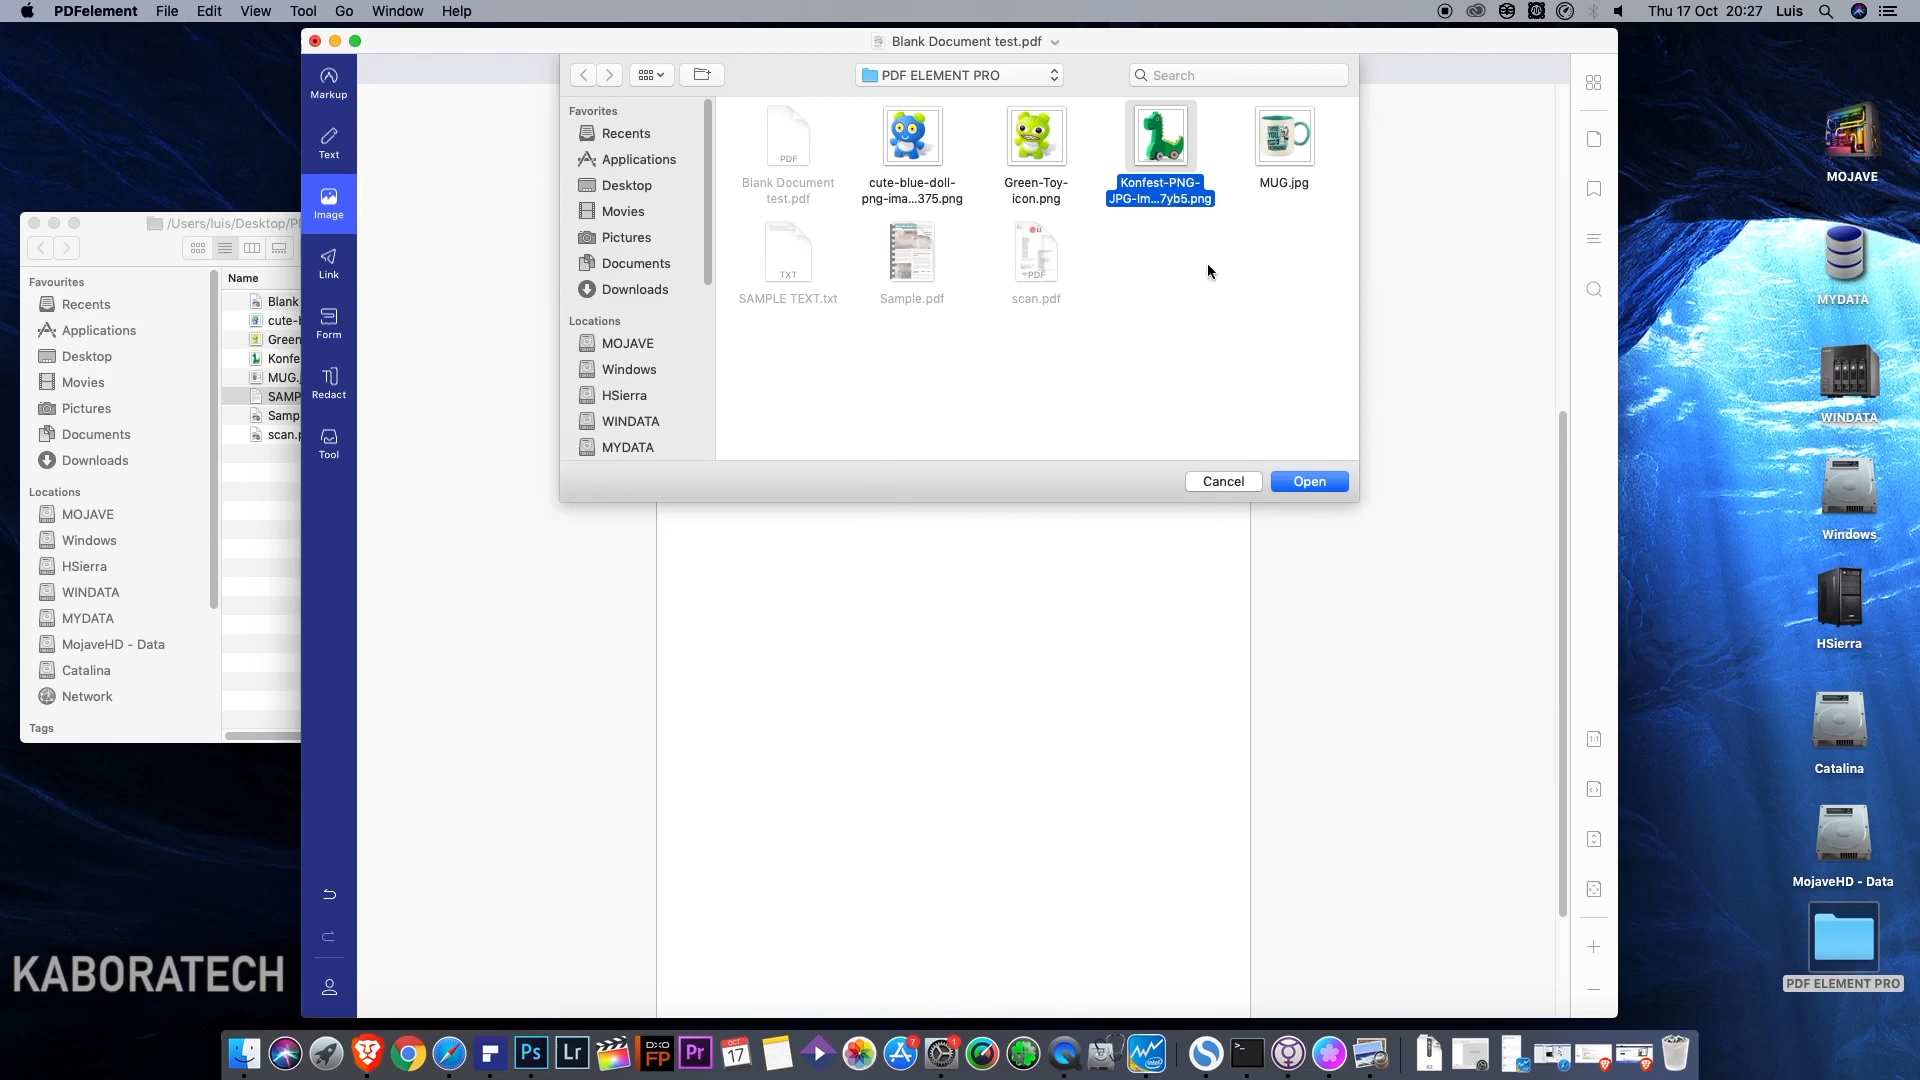 PDFelement File Edit View Tool Go Window Help
Thu 17 Oct 20:27 Luis
Blank Document test.pdf
Markup
Text
Image
Link
Form
Redact
Tool
PDF ELEMENT PRO
Search
Favorites
Recents
Applications
Desktop
Movies
Pictures
Documents
Downloads
Locations
MOJAVE
Windows
HSierra
WINDATA
MYDATA
PDF
Blank Document
test.pdf
cute-blue-doll-
png-ima...375.png
Green-Toy-
icon.png
Konfest-PNG-
JPG-Im...7yb5.png
MUG.jpg
TXT
SAMPLE TEXT.txt
Sample.pdf
PDF
scan.pdf
Cancel
Open
/Users/luis/Desktop/P
Name
Favourites
Recents
Applications
Desktop
Movies
Pictures
Documents
Downloads
Locations
MOJAVE
Windows
HSierra
WINDATA
MYDATA
MojaveHD - Data
Catalina
Network
Tags
Blank
cute-b
Green
Konfe
MUG.j
SAMP
Samp
scan.p
MOJAVE
MYDATA
WINDATA
Windows
HSierra
Catalina
MojaveHD - Data
PDF ELEMENT PRO
KABORATECH
Ps
Lr
DXO
FP
Pr
OCT
17
7
1